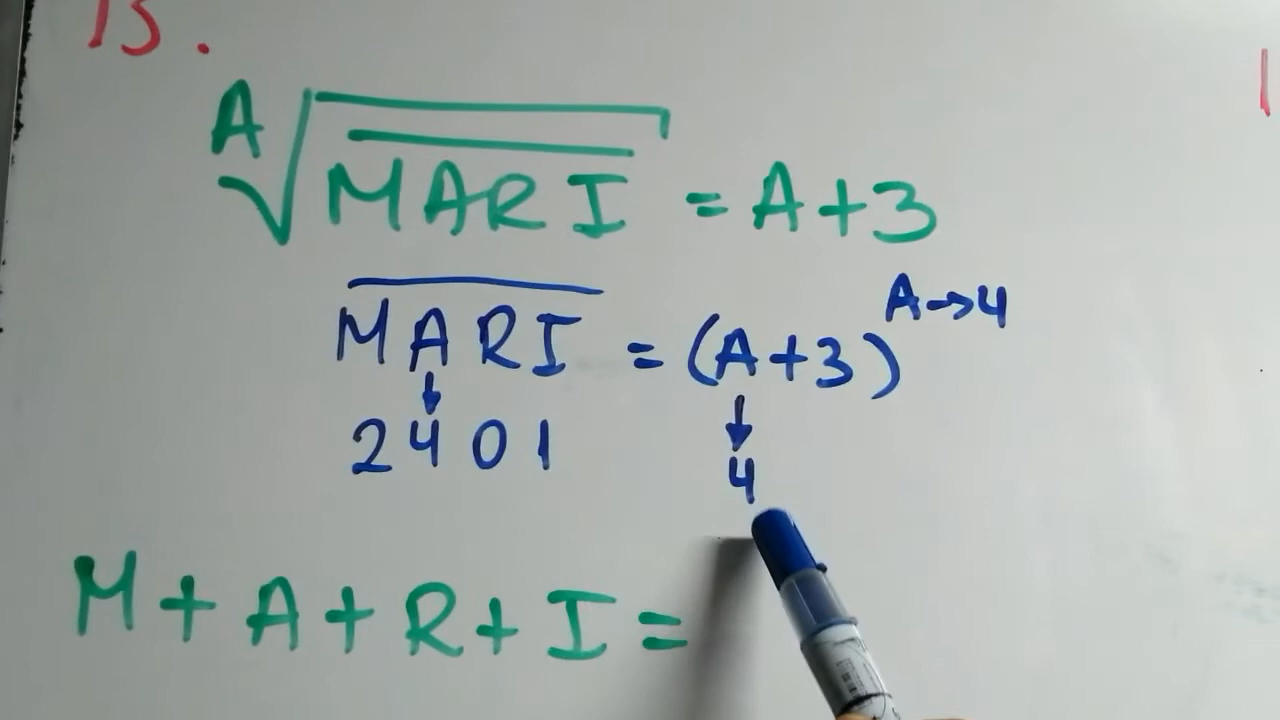 13.
A√MARI = A+3
MARI = (A+3)^A→4
↓ ↓
2401 4
M+A+R+I=